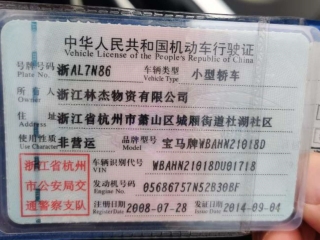 中华人民共和国机动车行驶证
Vehicle License of the People's Republic of China
号牌号码 浙AL7N86 车辆类型 小型轿车
Plate No. Vehicle Type
所有人 浙江林杰物资有限公司
Owner
住址 浙江省杭州市萧山区城厢街道杜湖社区
Address
使用性质 非营运 品牌型号 宝马牌WBAHN21018D
Use Character Model
浙江省杭州
市公安局交
通警察支队
车辆识别代号 WBAHN21018DU01718
VIN
发动机号码 05686757N52B30BF
Engine No.
注册日期 2008-07-28 发证日期 2014-09-04
Register Date Issue Date